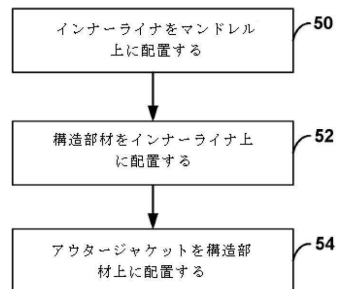 インナーライナをマンドレル
上に配置する
50
構造部材をインナーライナ上
に配置する
52
アウタージャケットを構造部
材上に配置する
54